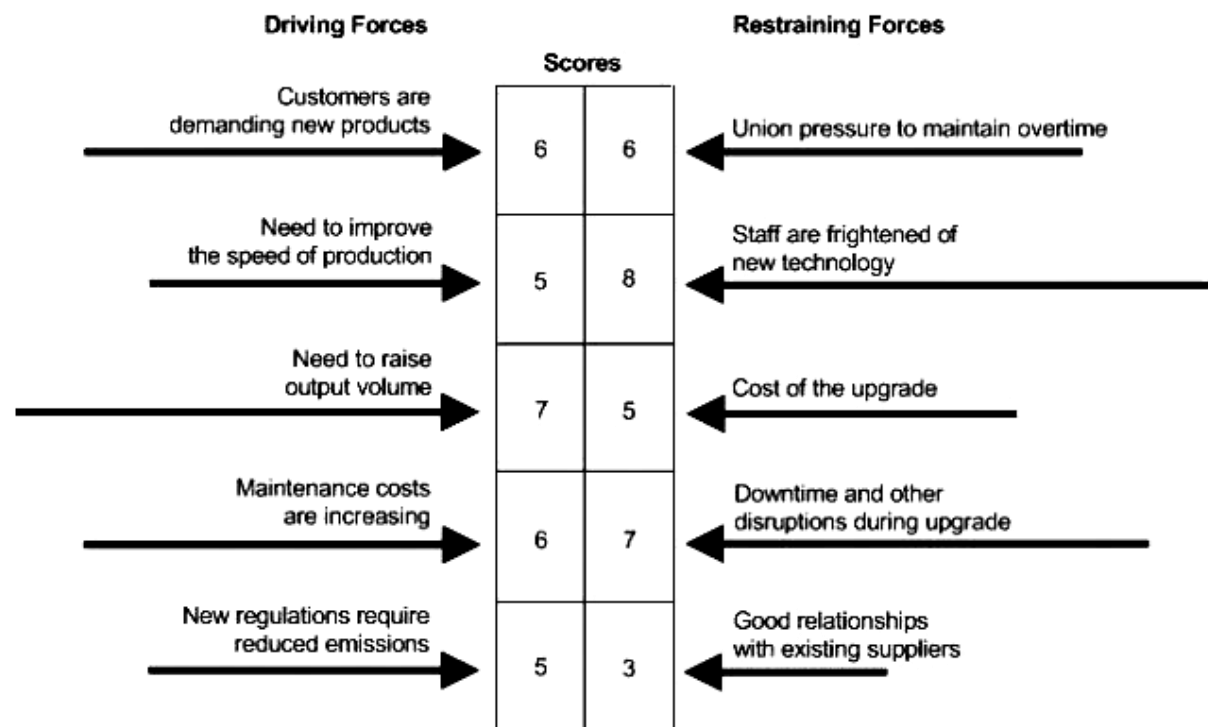 Driving Forces
Restraining Forces
Scores
Customers are
demanding new products
6
6
Union pressure to maintain overtime
Need to improve
the speed of production
5
8
Staff are frightened of
new technology
Need to raise
output volume
7
5
Cost of the upgrade
Maintenance costs
are increasing
6
7
Downtime and other
disruptions during upgrade
New regulations require
reduced emissions
5
3
Good relationships
with existing suppliers